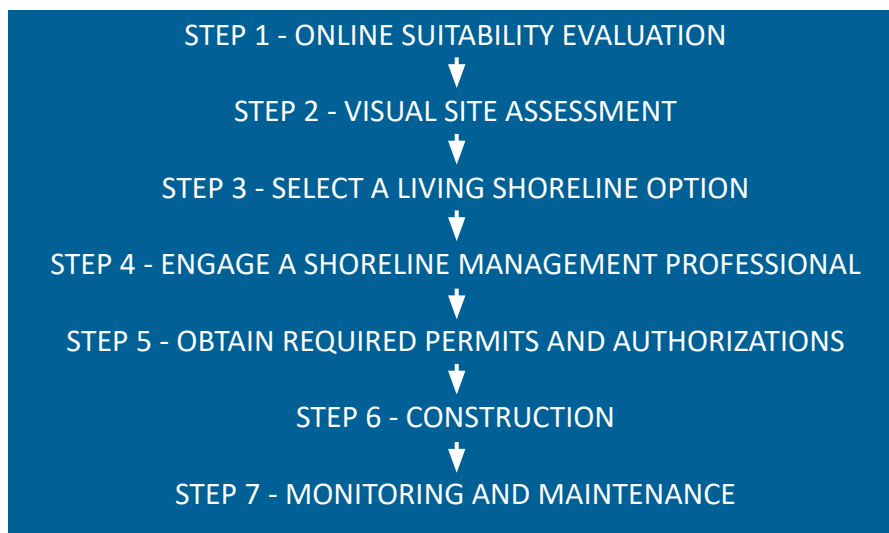 STEP 1 - ONLINE SUITABILITY EVALUATION
STEP 2 - VISUAL SITE ASSESSMENT
STEP 3 - SELECT A LIVING SHORELINE OPTION
STEP 4 - ENGAGE A SHORELINE MANAGEMENT PROFESSIONAL
STEP 5 - OBTAIN REQUIRED PERMITS AND AUTHORIZATIONS
STEP 6 - CONSTRUCTION
STEP 7 - MONITORING AND MAINTENANCE